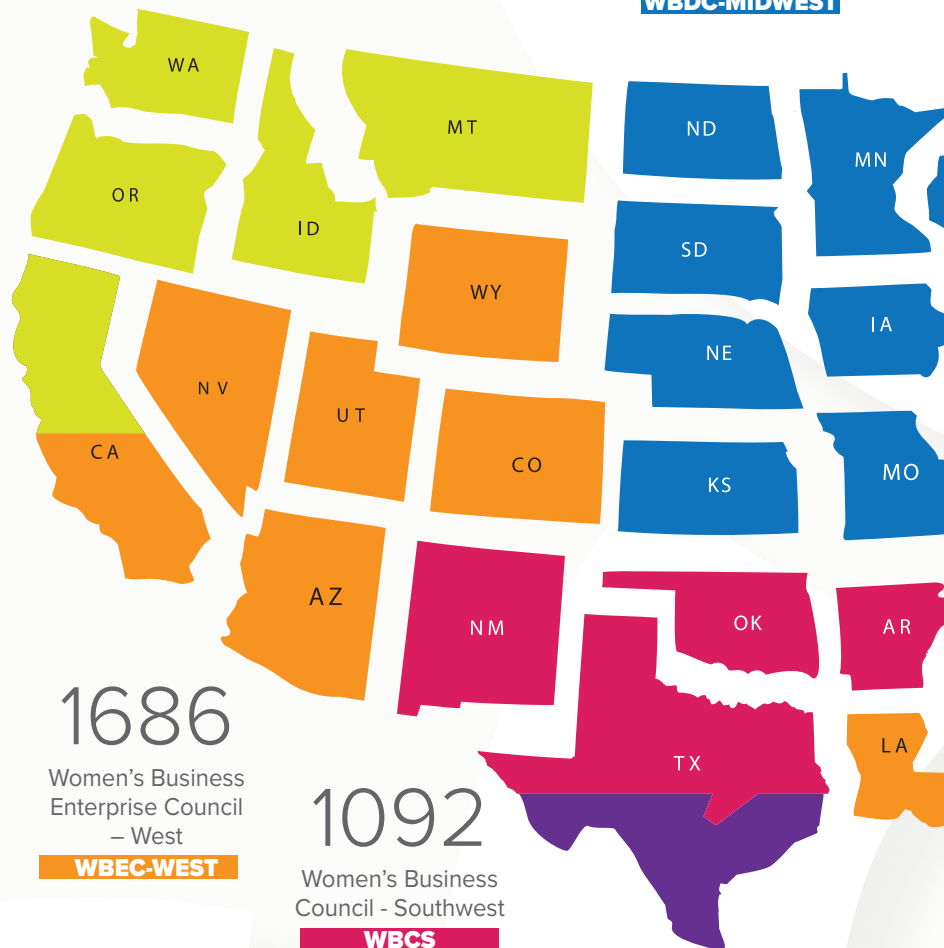 WBDC-MIDWEST
WA
MT
ND
MN
OR
ID
SD
WY
IA
NE
NV
UT
CA
CO
KS
MO
AZ
NM
OK
AR
TX
LA
1686
Women's Business
Enterprise Council
– West
WBEC-WEST
1092
Women's Business
Council - Southwest
WBCS